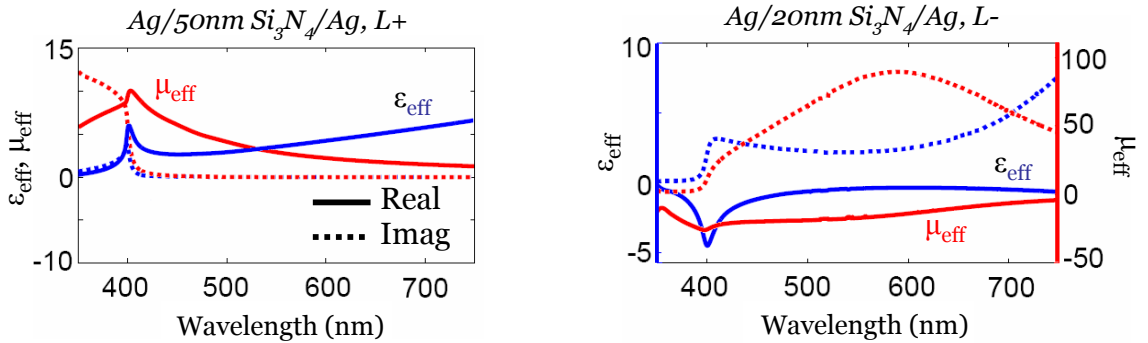 Ag/50nm Si₃N₄/Ag, L+
15
0
-10
εeff, μeff
μeff
εeff
Real
Imag
400 500 600 700
Wavelength (nm)
Ag/20nm Si₃N₄/Ag, L-
10
5
0
-5
εeff
εeff
μeff
100
50
0
-50
μeff
400 500 600 700
Wavelength (nm)